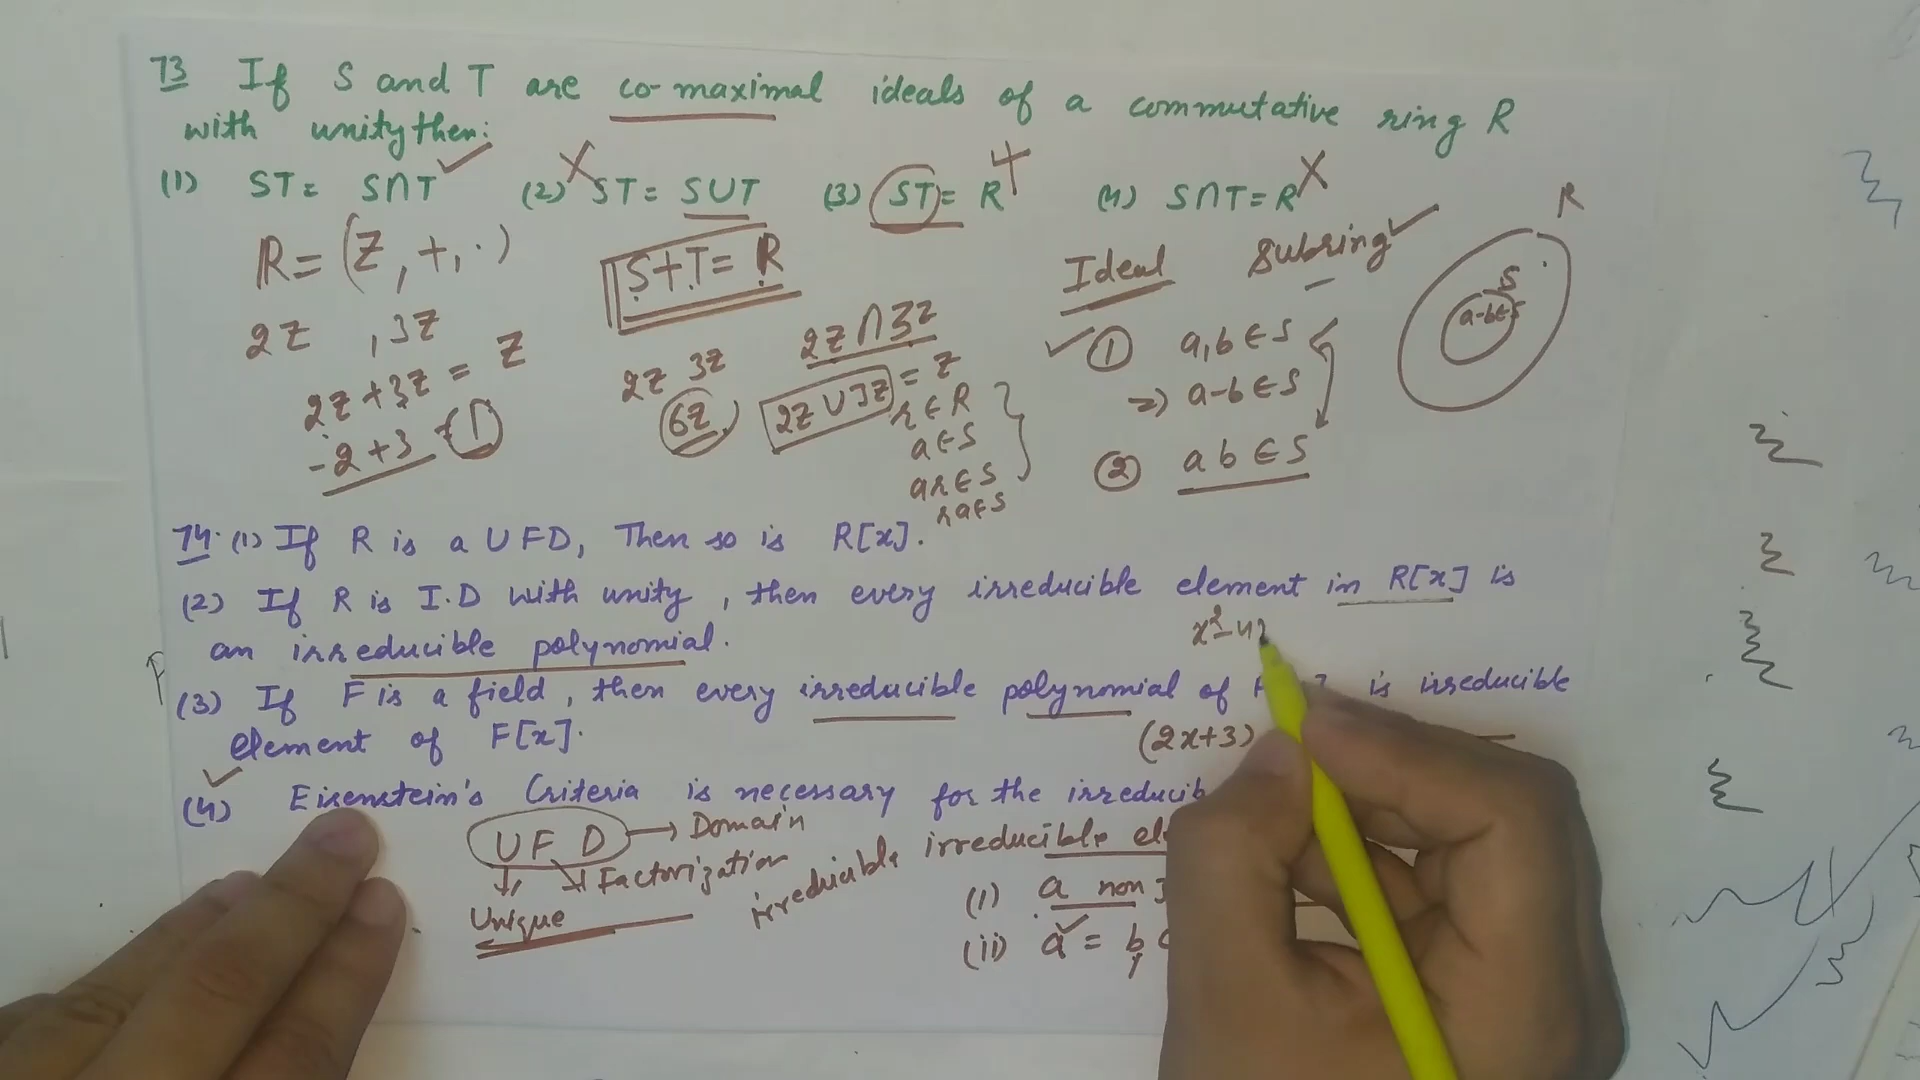 73 If S and T are co-maximal ideals of a commutative ring R
with unity then:
(1) ST = S∩T (2) ST = SUT (3) ST = R (4) S∩T = R
R = (Z, +, ·)
2Z , 3Z
2Z + 3Z = Z
-2 + 3 = 1
S+T = R
2Z 3Z
6Z
2Z ∩ 3Z
2Z ∪ 3Z = Z
r ∈ R
a ∈ S
ar ∈ S
ra ∈ S
Ideal Subring
① a, b ∈ S
=) a-b ∈ S
② a b ∈ S
R
S
a-b∈S
74. (1) If R is a UFD, Then so is R[x].
(2) If R is I.D with unity, then every irreducible element in R[x] is
an irreducible polynomial.
x²-4
(3) If F is a field, then every irreducible polynomial of is irreducible
element of F[x].
(2x+3)
(4) Eisenstein's Criteria is necessary for the irreducib
UFD → Domain
Factorization
Unique
irreducible
irreducible el
(i) a non
(ii) a = b